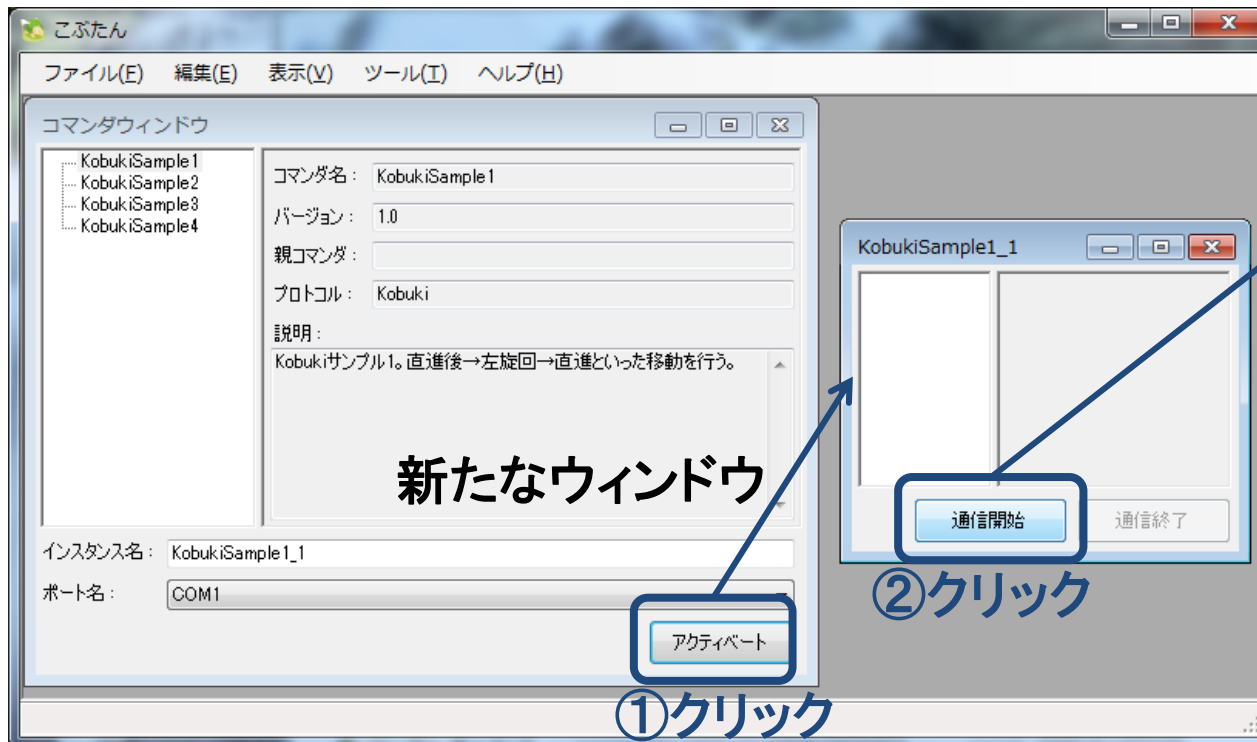 こぶたん
ファイル(F) 編集(E) 表示(V) ツール(T) ヘルプ(H)
コマンダウィンドウ
KobukiSample1
KobukiSample2
KobukiSample3
KobukiSample4
コマンダ名： KobukiSample1
バージョン： 1.0
親コマンダ：
プロトコル： Kobuki
説明：
Kobukiサンプル1。直進後→左旋回→直進といった移動を行う。
新たなウィンドウ
インスタンス名： KobukiSample1_1
ポート名： COM1
アクティベート
①クリック
KobukiSample1_1
通信開始 通信終了
②クリック